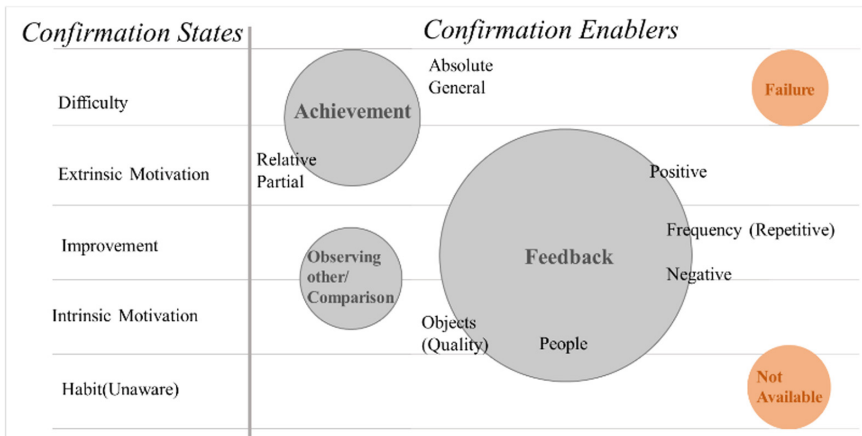 Confirmation States
Confirmation Enablers
Difficulty
Extrinsic Motivation
Improvement
Intrinsic Motivation
Habit(Unaware)
Achievement
Absolute
General
Relative
Partial
Observing
other/
Comparison
Feedback
Positive
Frequency (Repetitive)
Negative
Objects
(Quality)
People
Failure
Not
Available